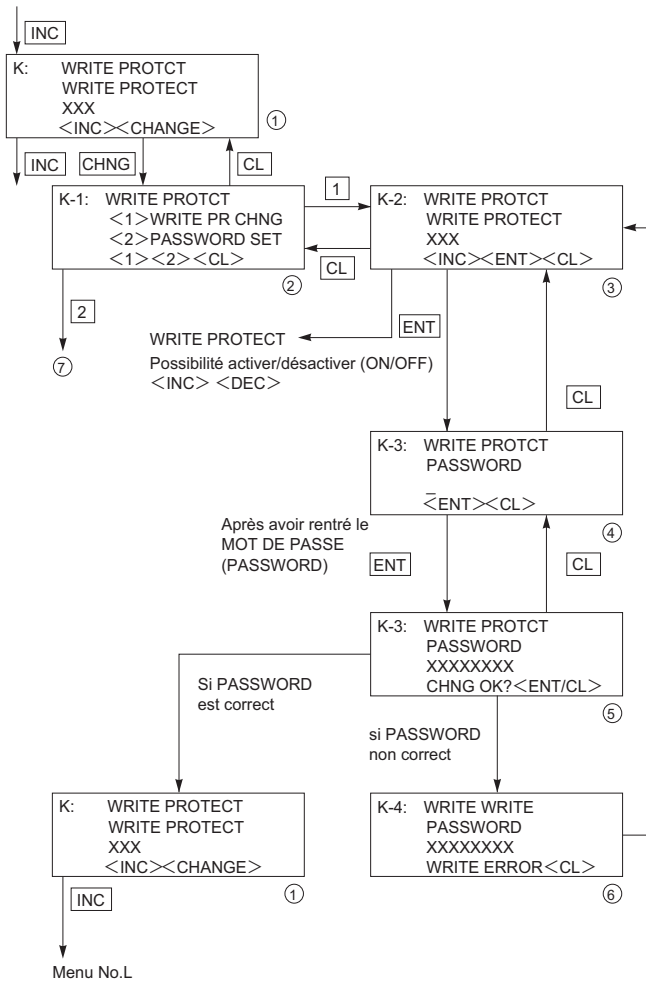 INC
K: WRITE PROTCT
WRITE PROTECT
XXX
<INC><CHANGE>
①
INC
CHNG
CL
K-1: WRITE PROTCT
<1>WRITE PR CHNG
<2>PASSWORD SET
<1><2><CL>
②
1
CL
K-2: WRITE PROTCT
WRITE PROTECT
XXX
<INC><ENT><CL>
③
2
⑦
WRITE PROTECT
Possibilité activer/désactiver (ON/OFF)
<INC> <DEC>
ENT
CL
K-3: WRITE PROTCT
PASSWORD
_
<ENT><CL>
④
Après avoir rentré le
MOT DE PASSE
(PASSWORD)
ENT
CL
K-3: WRITE PROTCT
PASSWORD
XXXXXXXX
CHNG OK?<ENT/CL>
⑤
Si PASSWORD
est correct
si PASSWORD
non correct
K: WRITE PROTECT
WRITE PROTECT
XXX
<INC><CHANGE>
①
K-4: WRITE WRITE
PASSWORD
XXXXXXXX
WRITE ERROR<CL>
⑥
INC
Menu No.L